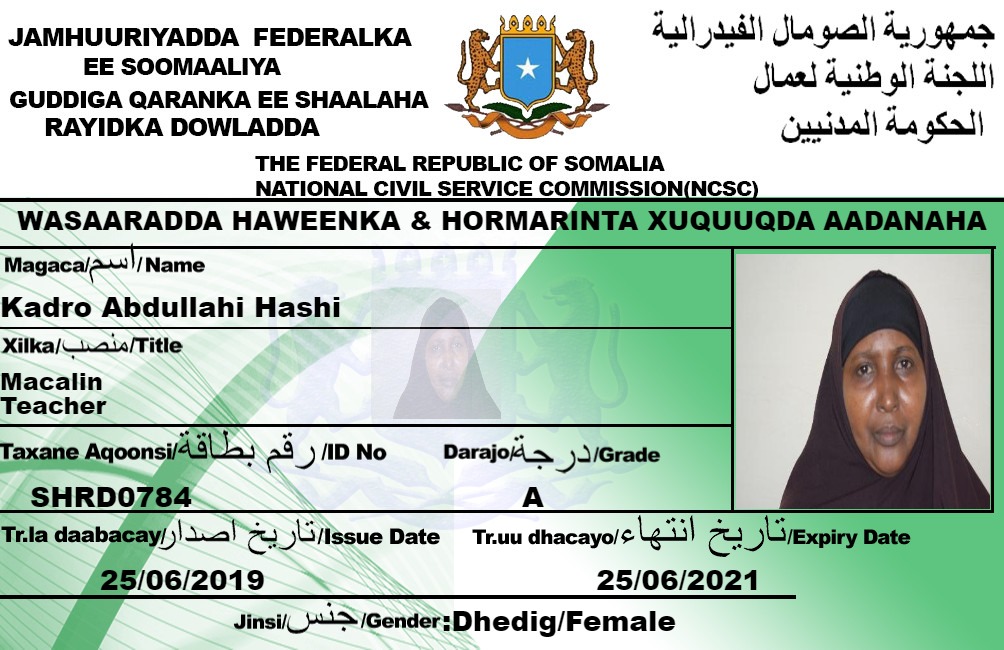 JAMHUURIYADDA FEDERALKA
EE SOOMAALIYA
GUDDIGA QARANKA EE SHAALAHA
RAYIDKA DOWLADDA
جمهورية الصومال الفيدرالية
اللجنة الوطنية لعمال
الحكومة المدنيين
THE FEDERAL REPUBLIC OF SOMALIA
NATIONAL CIVIL SERVICE COMMISSION(NCSC)
WASAARADDA HAWEENKA & HORMARINTA XUQUUQDA AADANAHA
Magaca/اسم/Name
Kadro Abdullahi Hashi
Xilka/منصب/Title
Macalin
Teacher
Taxane Aqoonsi/رقم بطاقة/ID No
Darajo/درجة/Grade
SHRD0784
A
Tr.la daabacay/تاريخ اصدار/Issue Date
Tr.uu dhacayo/تاريخ انتهاء/Expiry Date
25/06/2019
25/06/2021
Jinsi/جنس/Gender:Dhedig/Female